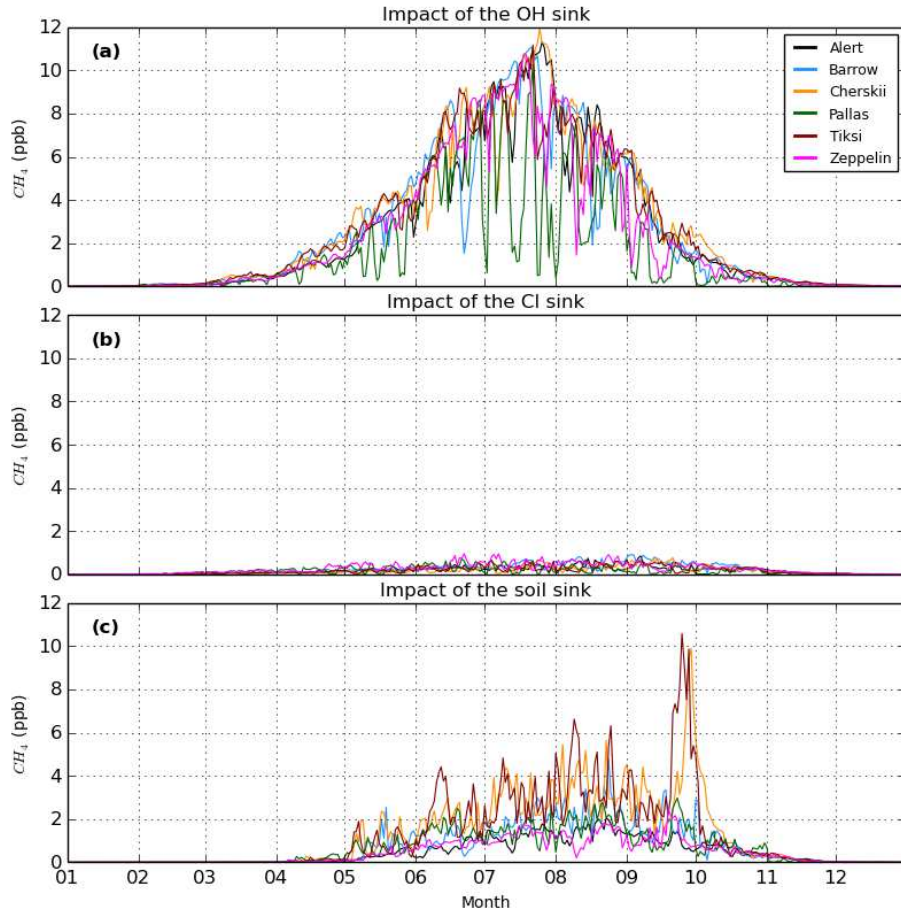 Impact of the OH sink
(a)
12
10
8
6
4
2
0
CH₄ (ppb)
Alert
Barrow
Cherskii
Pallas
Tiksi
Zeppelin
Impact of the Cl sink
(b)
12
10
8
6
4
2
0
CH₄ (ppb)
Impact of the soil sink
(c)
12
10
8
6
4
2
0
CH₄ (ppb)
01 02 03 04 05 06 07 08 09 10 11 12 01
Month